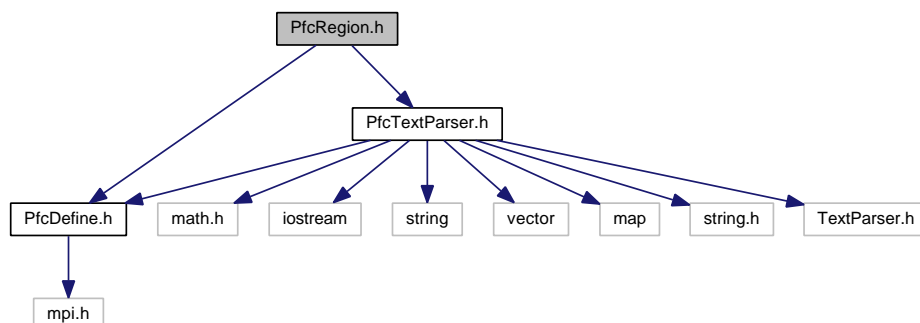 PfcRegion.h
PfcTextParser.h
PfcDefine.h
math.h
iostream
string
vector
map
string.h
TextParser.h
mpi.h